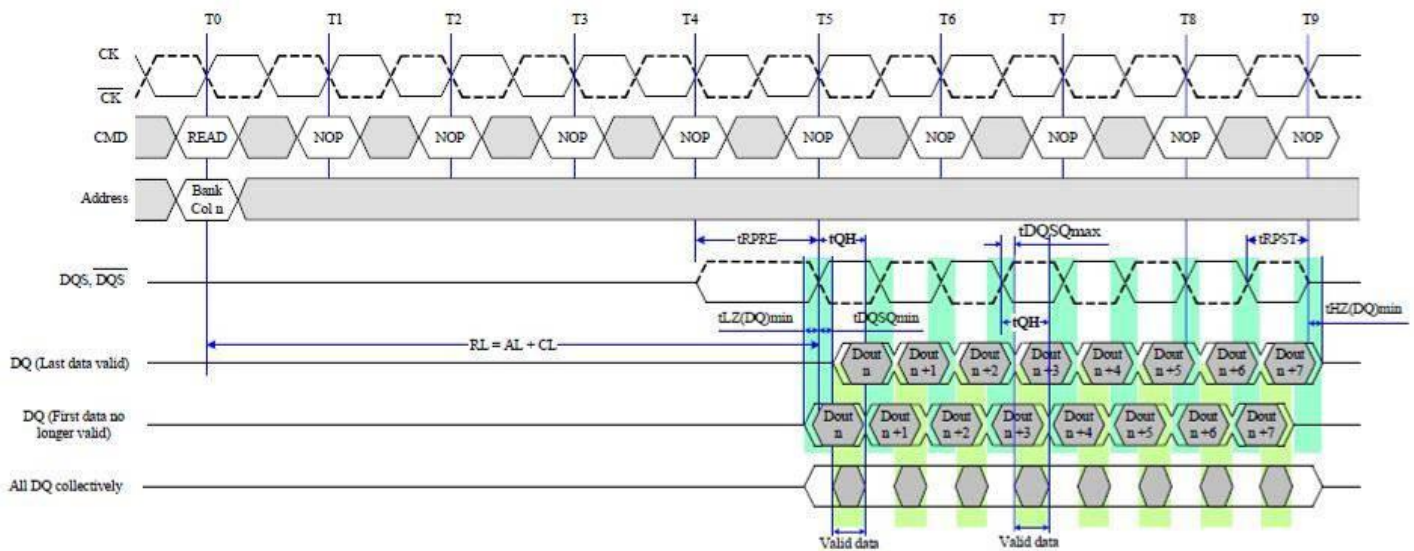 T0 T1 T2 T3 T4 T5 T6 T7 T8 T9
CK
CK
CMD READ NOP NOP NOP NOP NOP NOP NOP NOP NOP
Address Bank
Col n
tRPRE tQH tDQSQmax tRPST
DQS, DQS
tLZ(DQ)min tDQSQmin tQH tHZ(DQ)min
RL = AL + CL
DQ (Last data valid) Dout Dout Dout Dout Dout Dout Dout Dout
n n +1 n +2 n +3 n +4 n +5 n +6 n +7
DQ (First data no
longer valid) Dout Dout Dout Dout Dout Dout Dout Dout
n n +1 n +2 n +3 n +4 n +5 n +6 n +7
All DQ collectively
Valid data Valid data